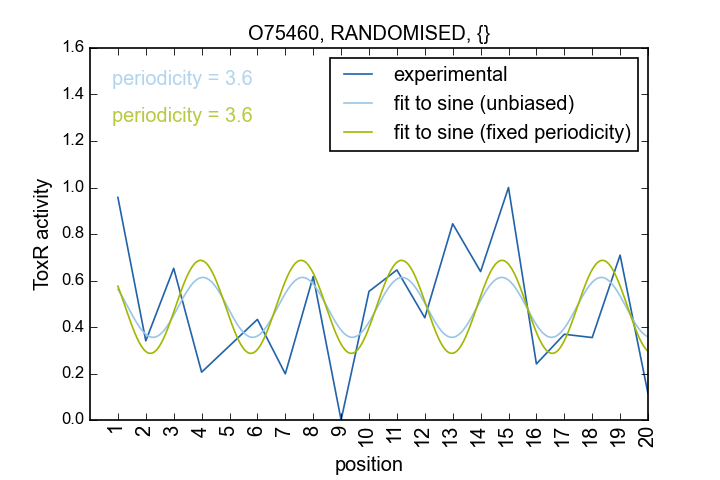 O75460, RANDOMISED, {}
periodicity = 3.6
periodicity = 3.6
experimental
fit to sine (unbiased)
fit to sine (fixed periodicity)
ToxR activity
1.6
1.4
1.2
1.0
0.8
0.6
0.4
0.2
0.0
1 2 3 4 5 6 7 8 9 10 11 12 13 14 15 16 17 18 19 20
position